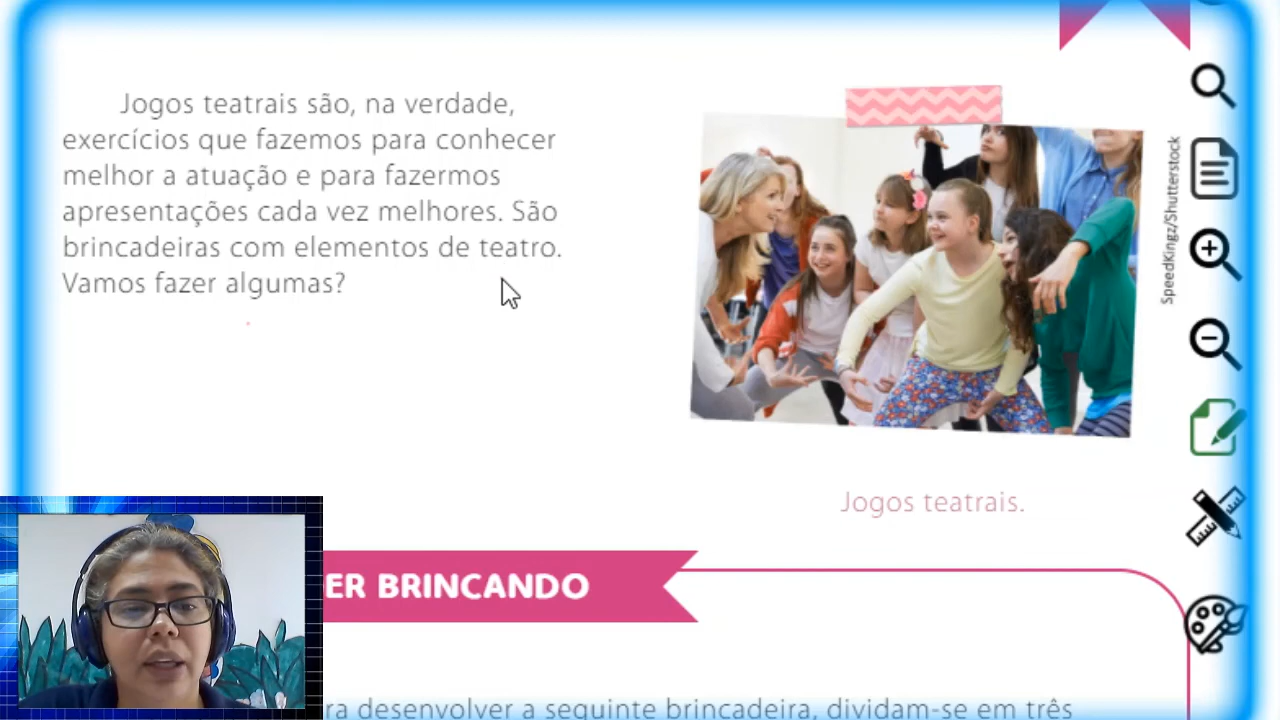 Jogos teatrais são, na verdade,
exercícios que fazemos para conhecer
melhor a atuação e para fazermos
apresentações cada vez melhores. São
brincadeiras com elementos de teatro.
Vamos fazer algumas?
SpeedKingz/Shutterstock
Jogos teatrais.
ER BRINCANDO
ra desenvolver a seguinte brincadeira, dividam-se em três